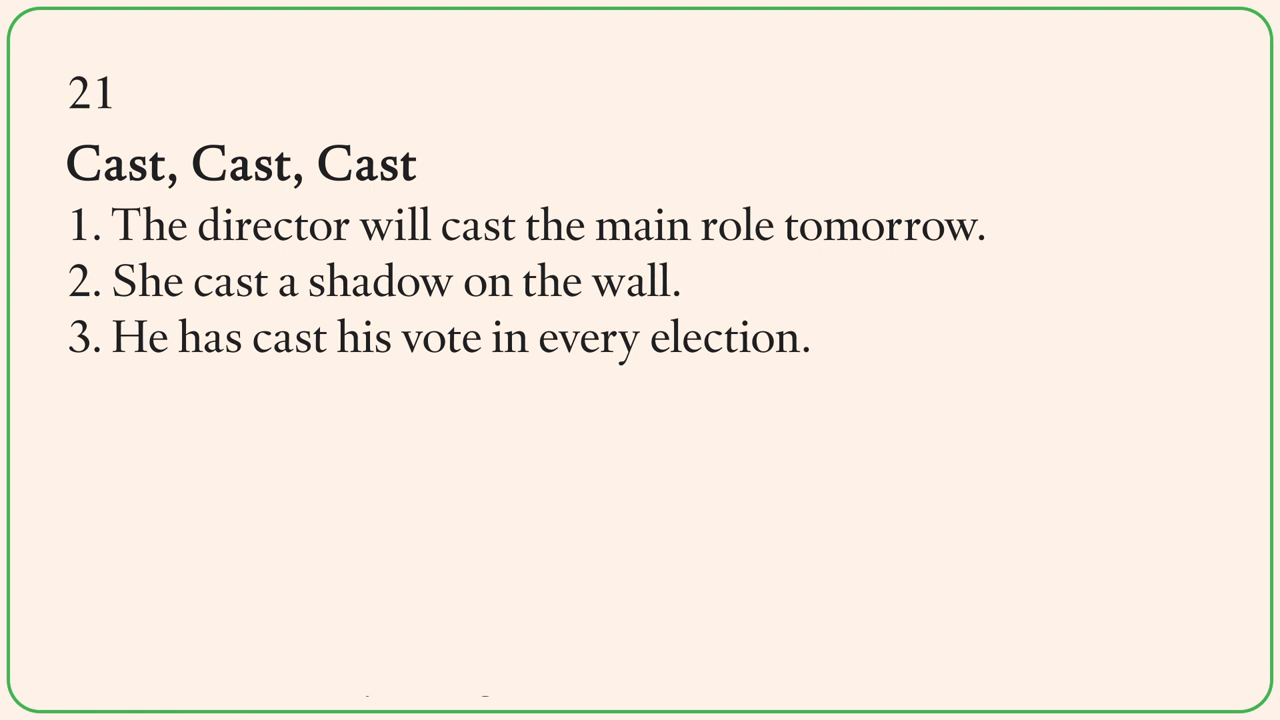 21
Cast, Cast, Cast
1. The director will cast the main role tomorrow.
2. She cast a shadow on the wall.
3. He has cast his vote in every election.